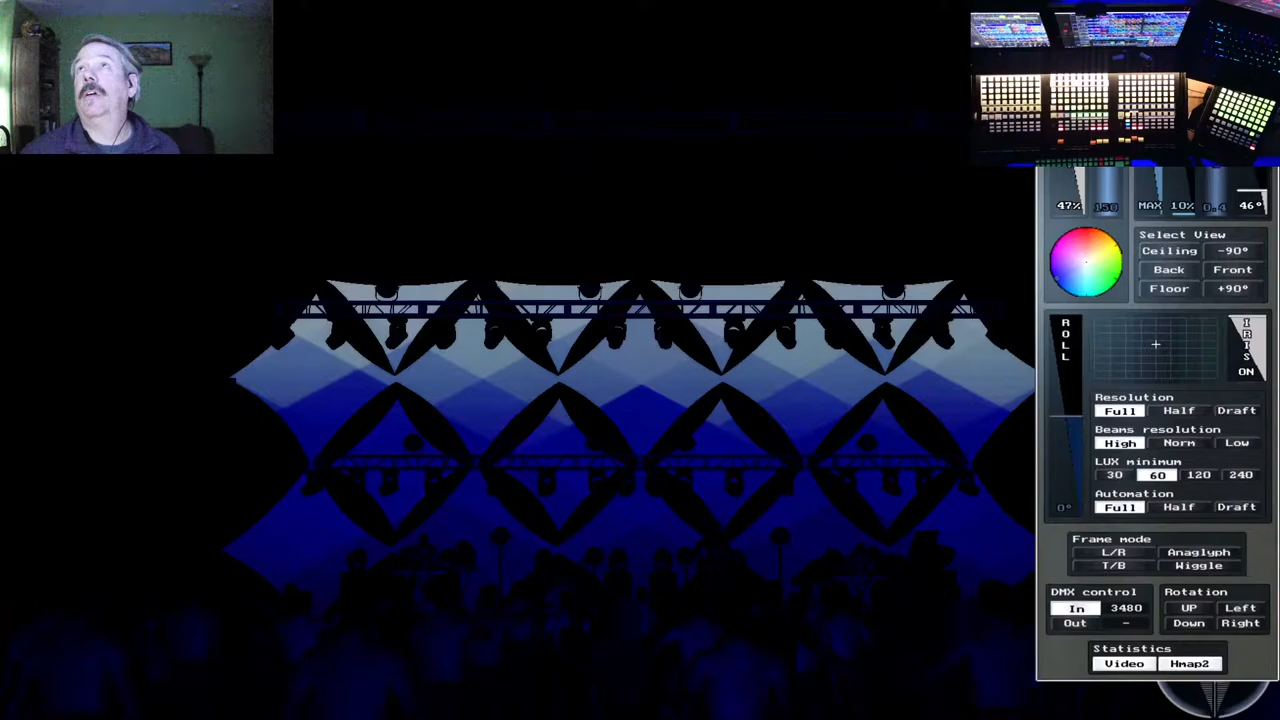 47% 150 MAX 10% 0.4 46°
Select View
Ceiling -90°
Back Front
Floor +90°
ROLL
IRIS
ON
Resolution
Full Half Draft
Beams resolution
High Norm Low
LUX minimum
30 60 120 240
Automation
Full Half Draft
0°
Frame mode
L/R Anaglyph
T/B Wiggle
DMX control Rotation
In 3480 UP Left
Out - Down Right
Statistics
Video Hmap2